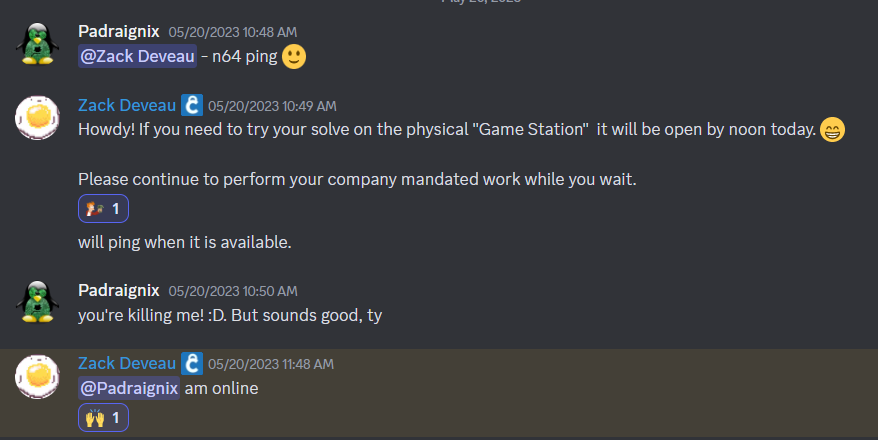 Padraignix 05/20/2023 10:48 AM
@Zack Deveau - n64 ping
Zack Deveau 05/20/2023 10:49 AM
Howdy! If you need to try your solve on the physical "Game Station" it will be open by noon today.
Please continue to perform your company mandated work while you wait.
1
will ping when it is available.
Padraignix 05/20/2023 10:50 AM
you're killing me! :D. But sounds good, ty
Zack Deveau 05/20/2023 11:48 AM
@Padraignix am online
1